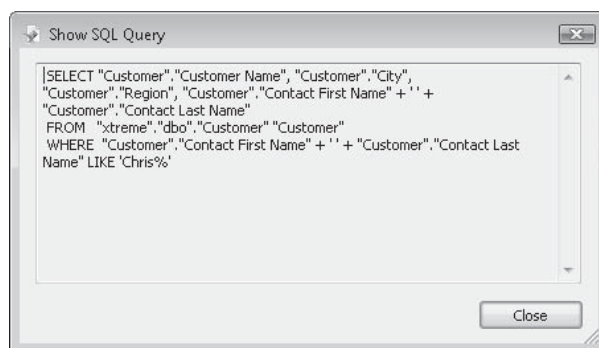 Show SQL Query
SELECT "Customer"."Customer Name", "Customer"."City",
"Customer"."Region", "Customer"."Contact First Name" + ' ' +
"Customer"."Contact Last Name"
FROM "xtreme"."dbo"."Customer" "Customer"
WHERE "Customer"."Contact First Name" + ' ' + "Customer"."Contact Last
Name" LIKE 'Chris%'
Close